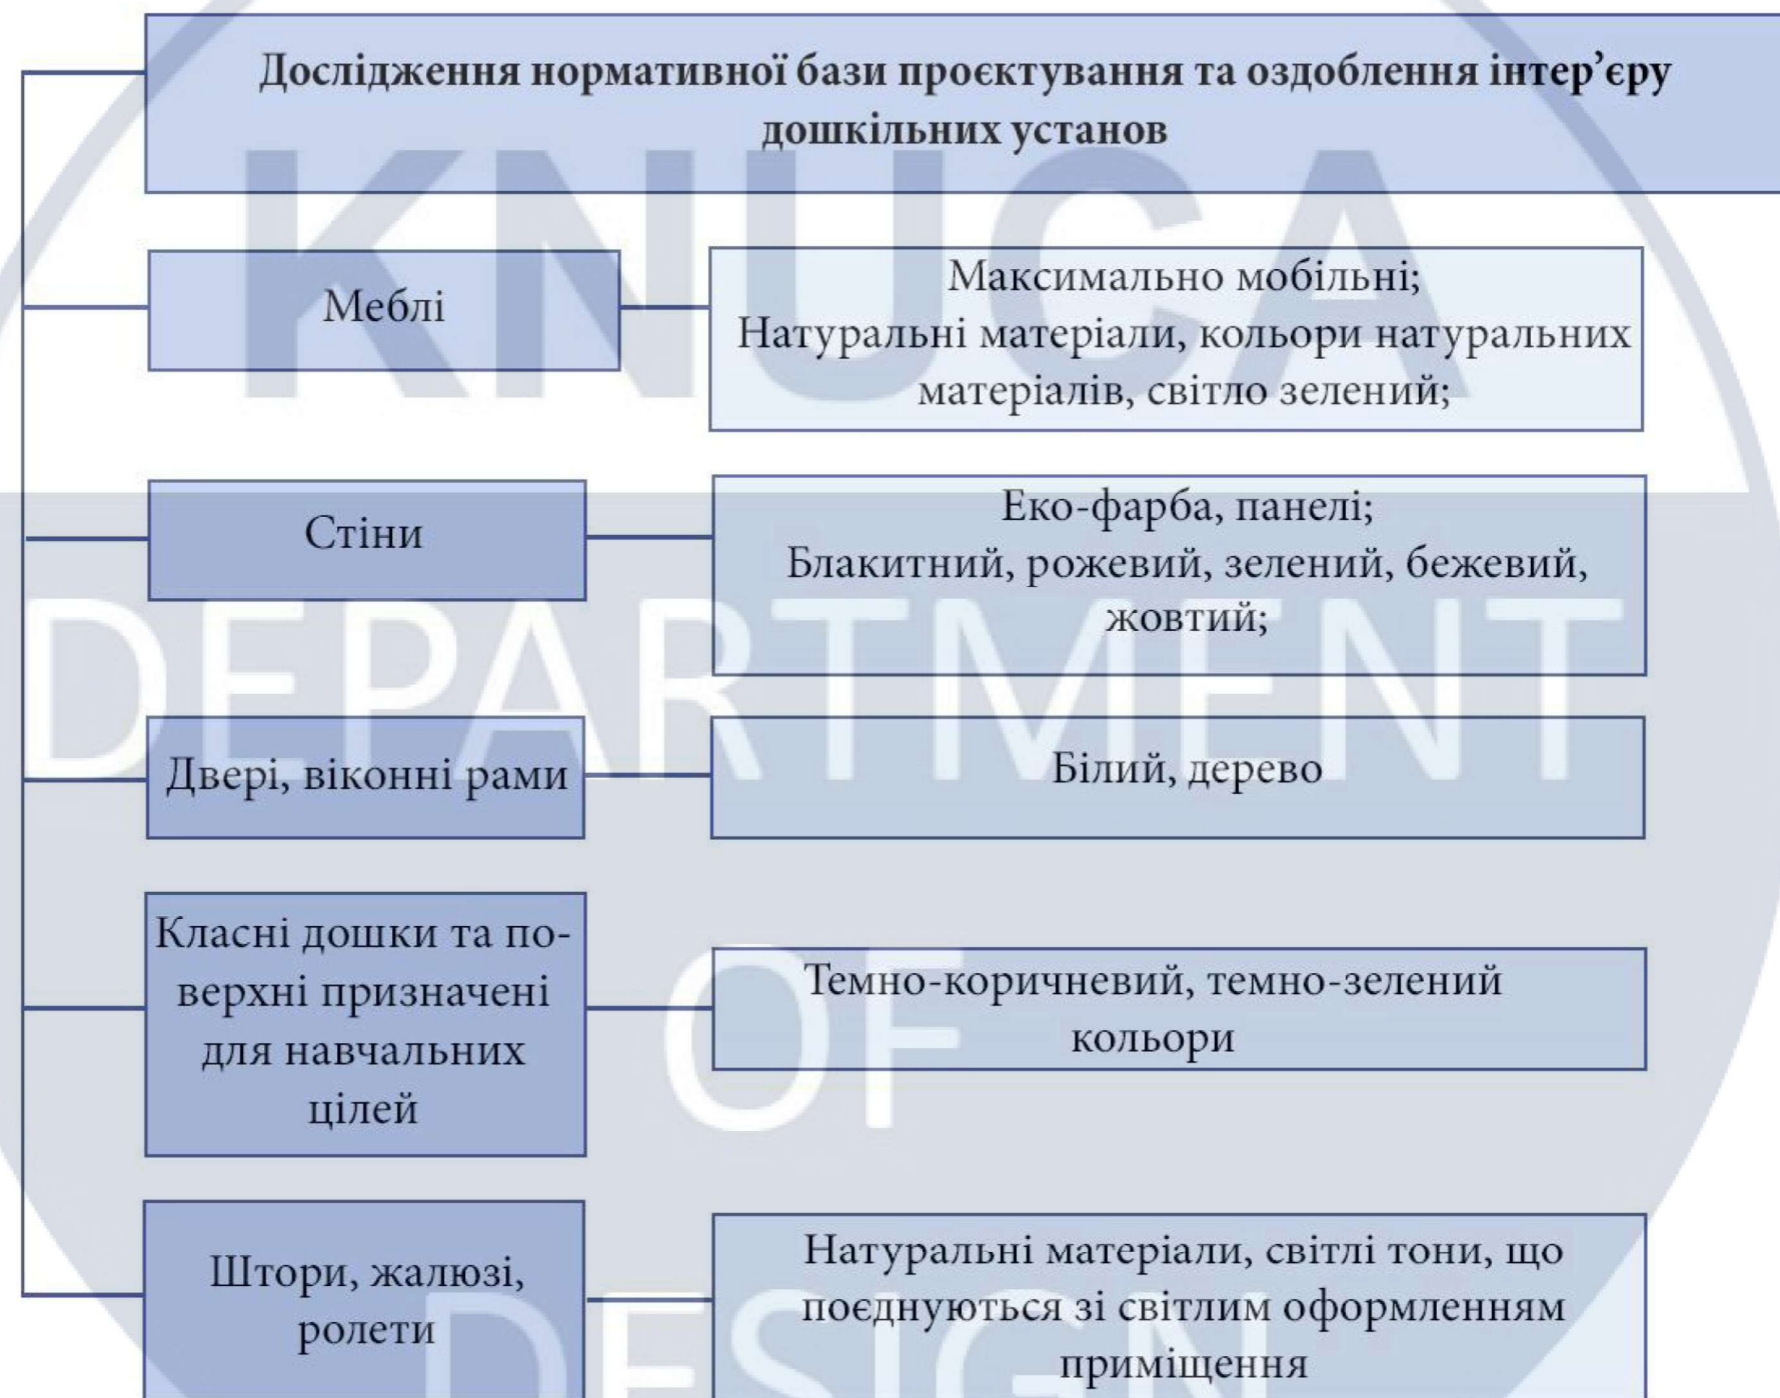 Дослідження нормативної бази проєктування та оздоблення інтер’єру
дошкільних установ
KNUCA
Меблі
Максимально мобільні;
Натуральні матеріали, кольори натуральних
матеріалів, світло зелений;
Стіни
Еко-фарба, панелі;
Блакитний, рожевий, зелений, бежевий,
жовтий;
DEPARTMENT
Двері, віконні рами
Білий, дерево
Класні дошки та по-
верхні призначені
для навчальних
цілей
Темно-коричневий, темно-зелений
кольори
OF
Штори, жалюзі,
ролети
Натуральні матеріали, світлі тони, що
поєднуються зі світлим оформленням
приміщення
DESIGN